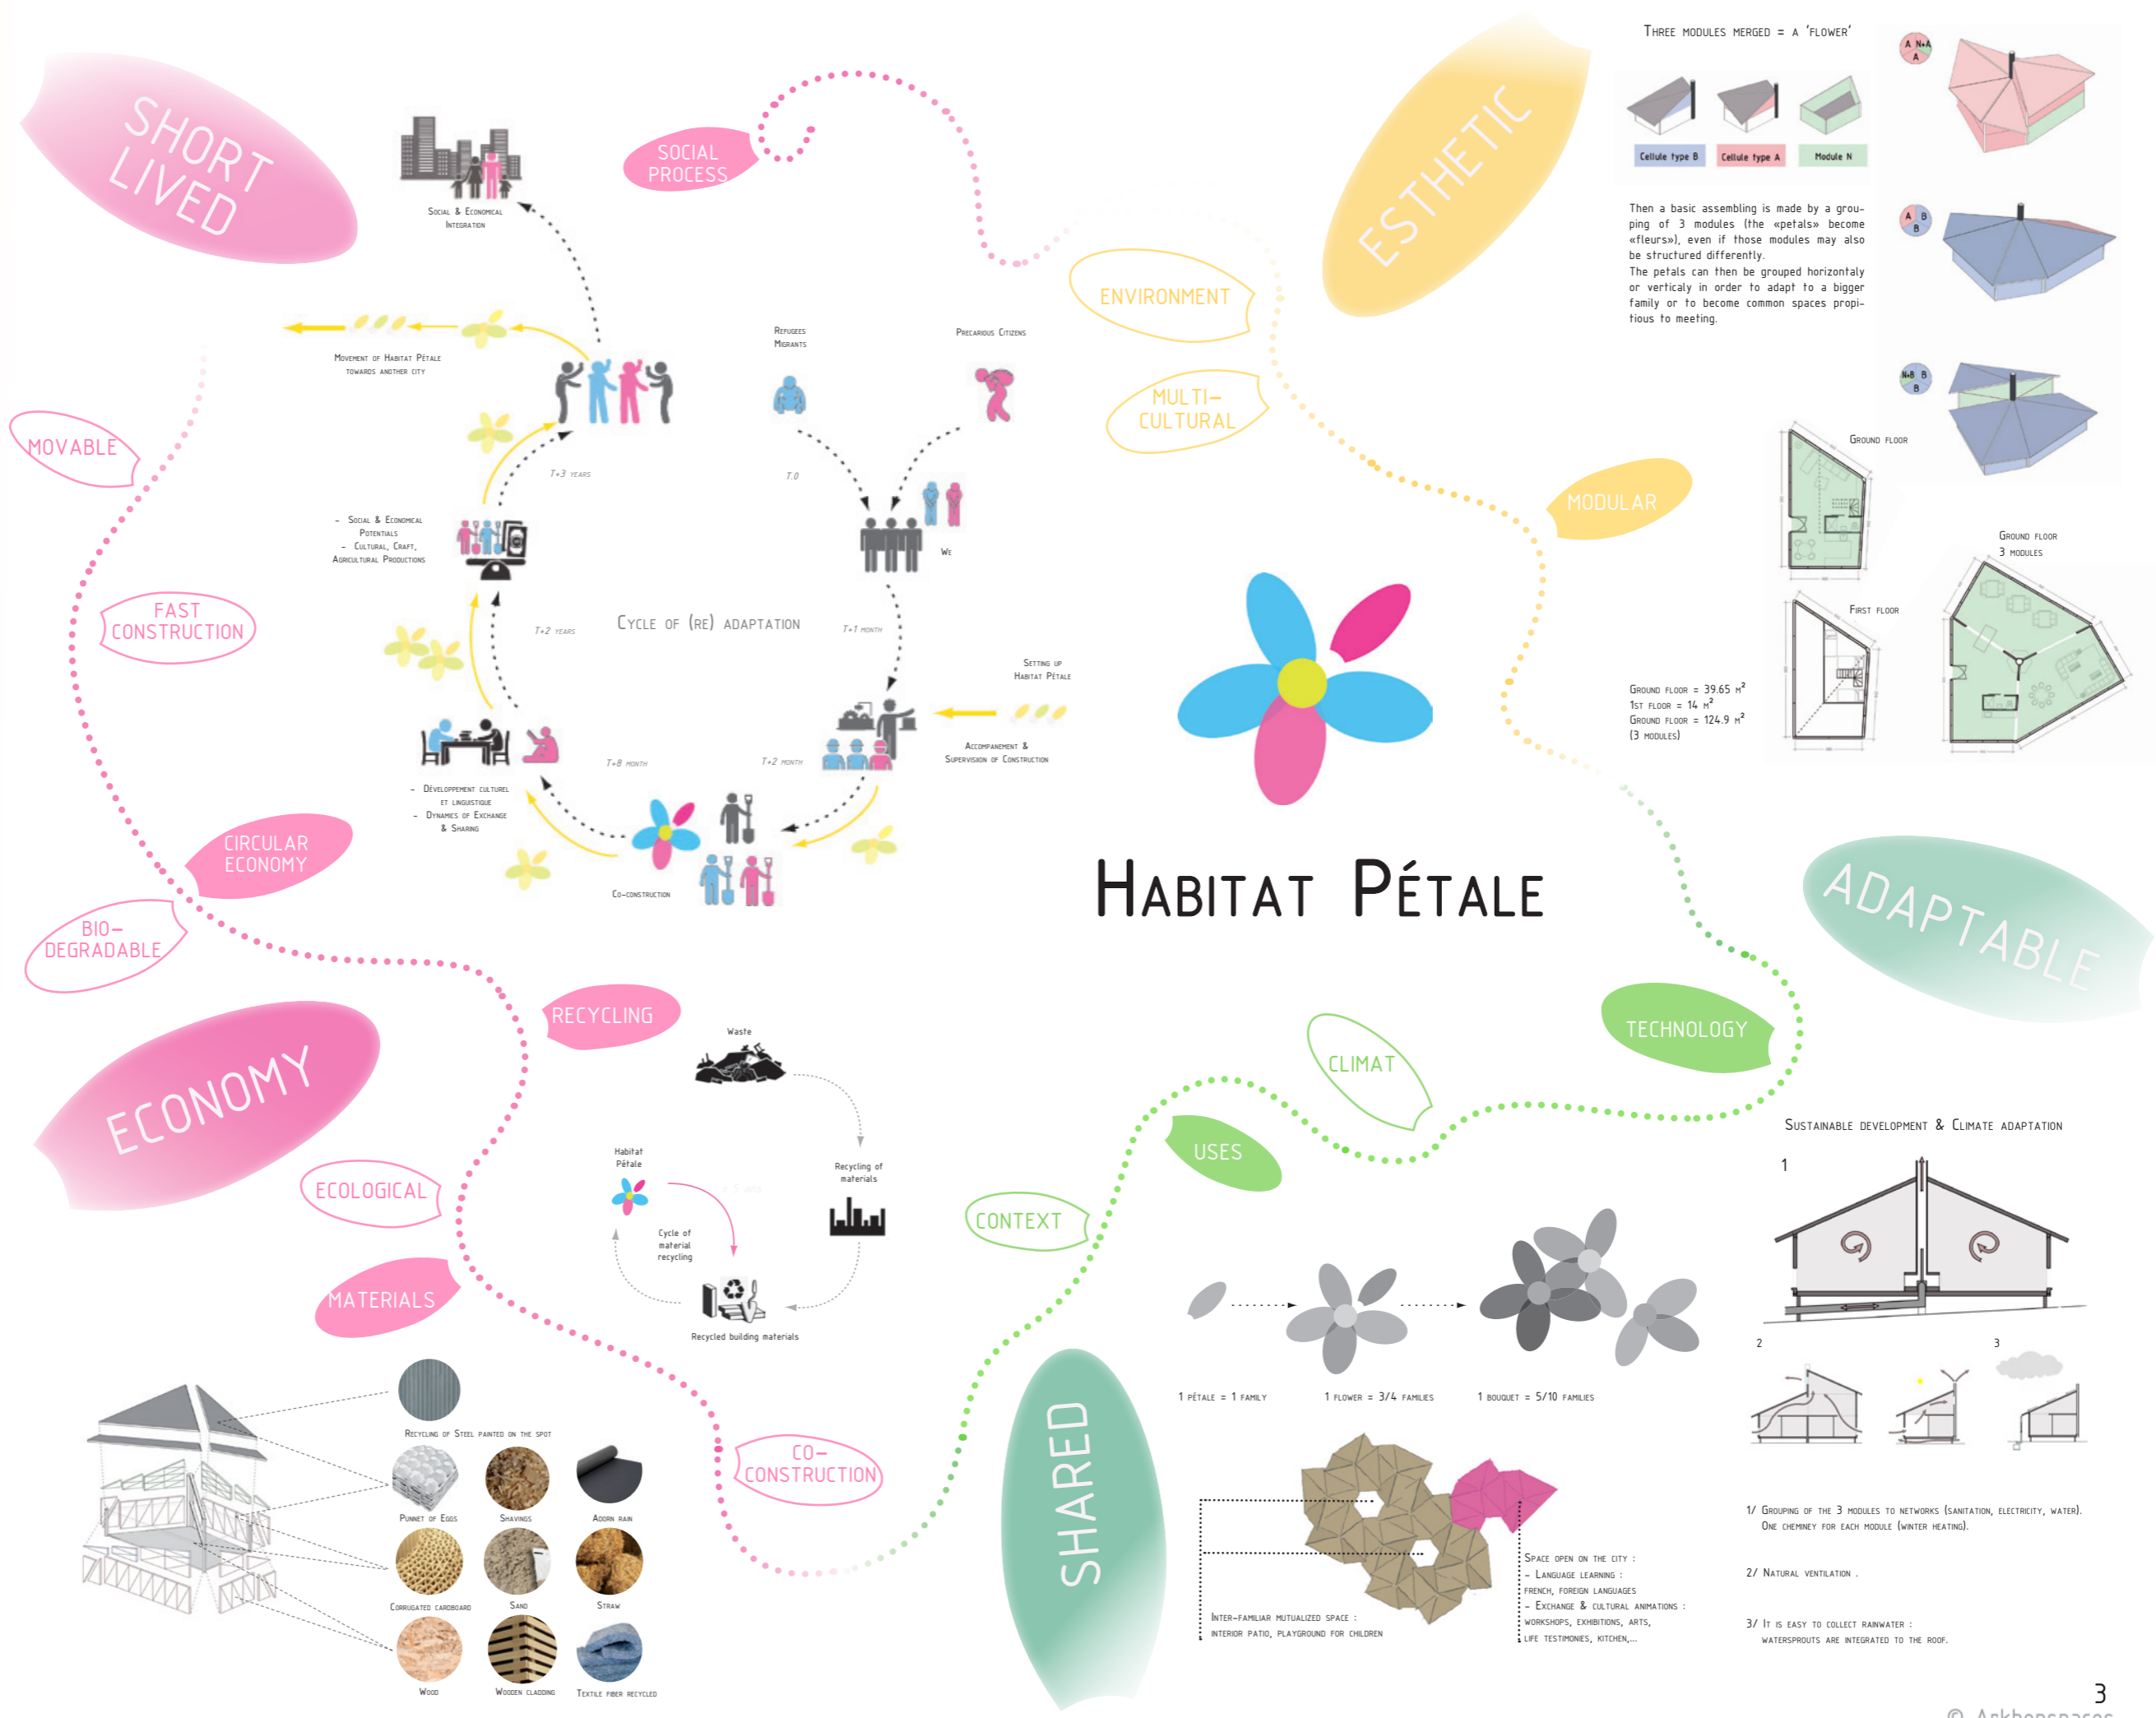 SHORT
LIVED
SOCIAL
PROCESS
ESTHETIC
Three modules merged = a 'flower'
A N+A
A
Cellule type B
Cellule type A
Module N
Then a basic assembling is made by a grou-
ping of 3 modules (the «petals» become
«fleurs»), even if those modules may also
be structured differently.
The petals can then be grouped horizontaly
or verticaly in order to adapt to a bigger
family or to become common spaces propi-
tious to meeting.
A B
B
N+B B
B
Social & Economical
Integration
Movement of Habitat Pétale
towards another city
Refugees
Migrants
Precarious Citizens
ENVIRONMENT
MULTI-
CULTURAL
MODULAR
Ground floor
Ground floor
3 modules
First floor
Ground floor = 39.65 m²
1st floor = 14 m²
Ground floor = 124.9 m²
(3 modules)
MOVABLE
FAST
CONSTRUCTION
T+3 years
T.0
- Social & Economical
Potentials
- Cultural, Craft,
Agricultural Productions
We
Cycle of (re) adaptation
T+2 years
T+1 month
Setting up
Habitat Pétale
Accompanement &
Supervision of Construction
T+8 month
T+2 month
- Développement culturel
et linguistique
- Dynamics of Exchange
& Sharing
Co-construction
Habitat Pétale
CIRCULAR
ECONOMY
BIO-
DEGRADABLE
ADAPTABLE
RECYCLING
ECONOMY
TECHNOLOGY
CLIMAT
USES
CONTEXT
ECOLOGICAL
MATERIALS
Waste
Habitat
Pétale
+ 5 ans
Recycling of
materials
Cycle of
material
recycling
Recycled building materials
Sustainable development & Climate adaptation
1
2
3
1 pétale = 1 family
1 flower = 3/4 families
1 bouquet = 5/10 families
SHARED
CO-
CONSTRUCTION
Recycling of Steel painted on the spot
Punnet of Eggs
Shavings
Adorn rain
Corrugated cardboard
Sand
Straw
Wood
Wooden cladding
Textile fiber recycled
Inter-familiar mutualized space :
interior patio, playground for children
Space open on the city :
- Language learning :
french, foreign languages
- Exchange & cultural animations :
workshops, exhibitions, arts,
life testimonies, kitchen,...
1/ Grouping of the 3 modules to networks (sanitation, electricity, water).
One cheminey for each module (winter heating).
2/ Natural ventilation .
3/ It is easy to collect rainwater :
watersprouts are integrated to the roof.
3